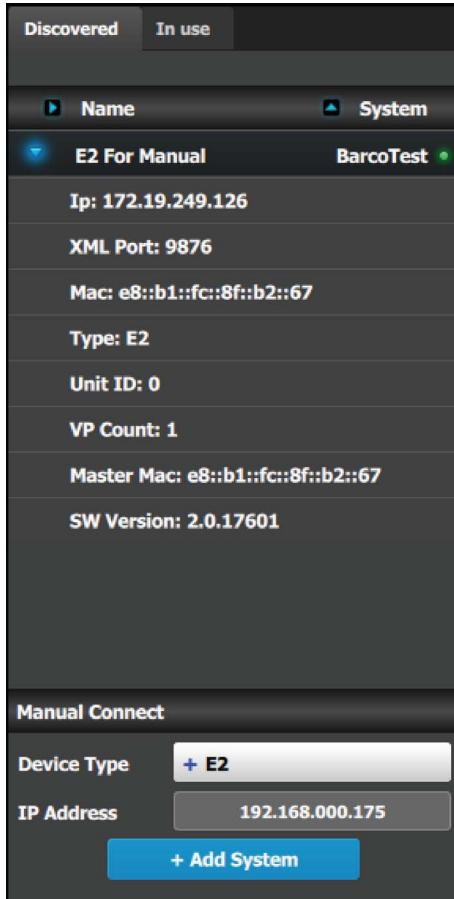 Discovered In use
Name System
E2 For Manual BarcoTest
Ip: 172.19.249.126
XML Port: 9876
Mac: e8::b1::fc::8f::b2::67
Type: E2
Unit ID: 0
VP Count: 1
Master Mac: e8::b1::fc::8f::b2::67
SW Version: 2.0.17601
Manual Connect
Device Type + E2
IP Address 192.168.000.175
+ Add System